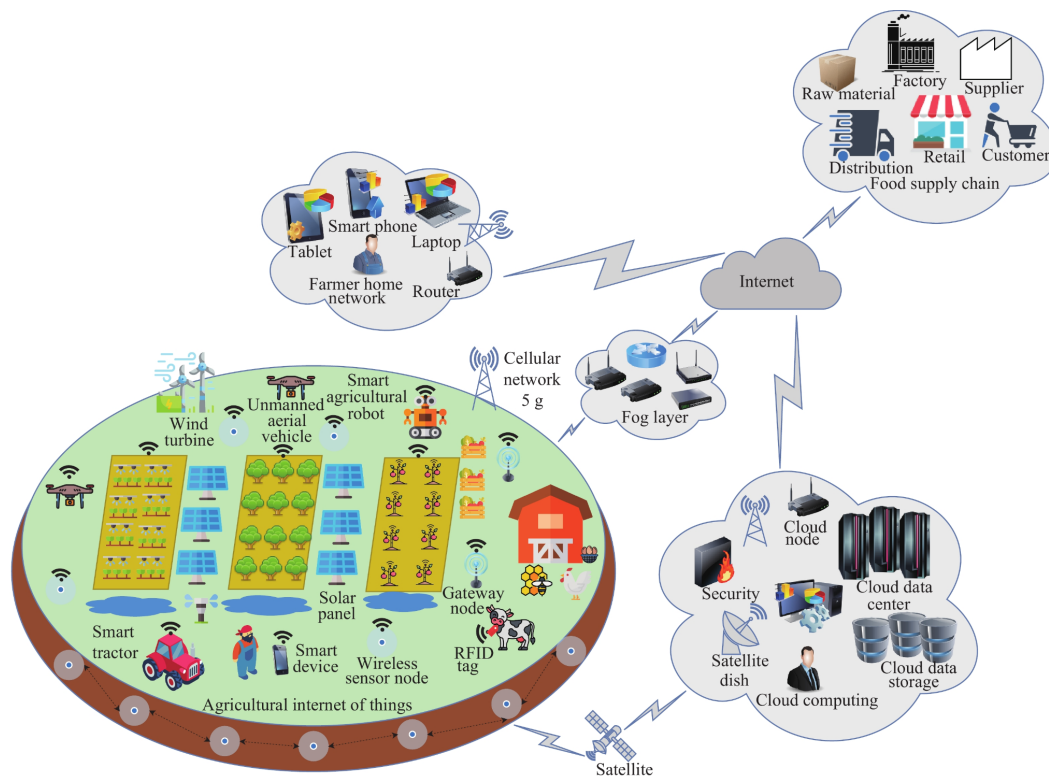 Factory
Raw material
Supplier
Distribution
Retail
Customer
Food supply chain
Tablet
Smart phone
Laptop
Farmer home
network
Router
Internet
Cellular
network
5 g
Fog layer
Wind
turbine
Unmanned
aerial
vehicle
Smart
agricultural
robot
Solar
panel
Gateway
node
Smart
tractor
Smart
device
Wireless
sensor node
RFID
tag
Agricultural internet of things
Satellite
Cloud
node
Security
Cloud data
center
Satellite
dish
Cloud computing
Cloud data
storage